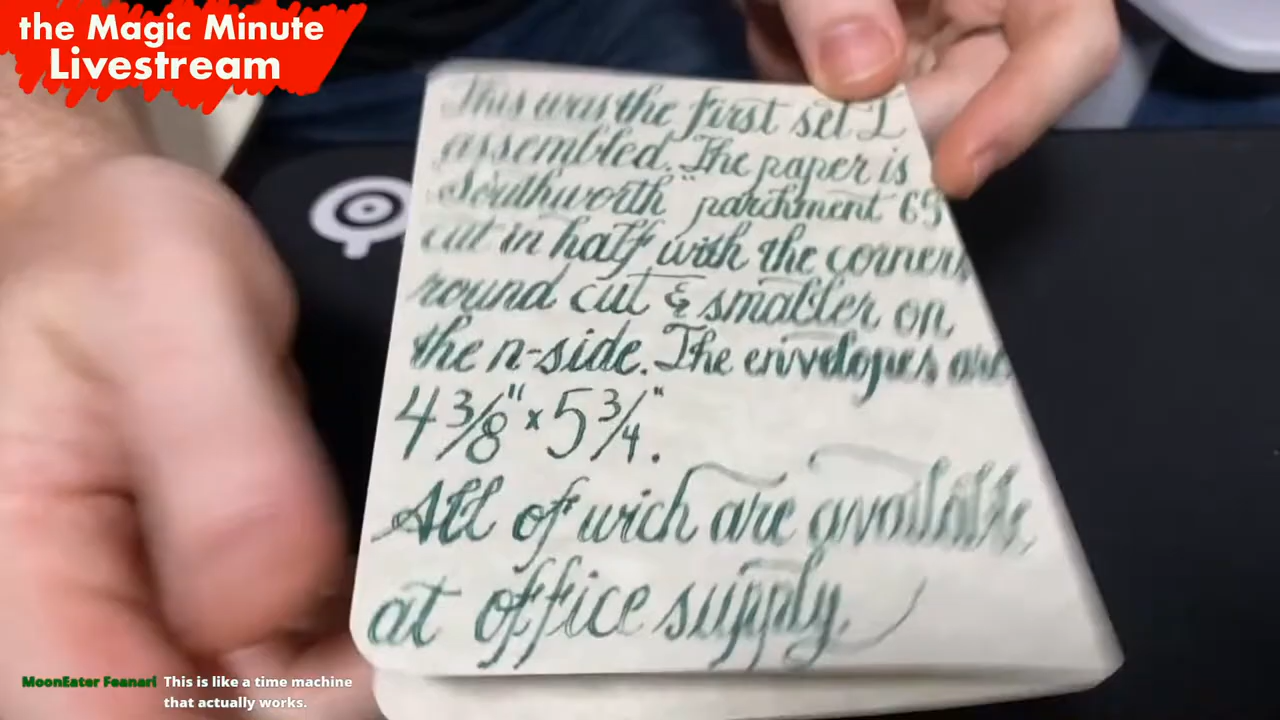 the Magic Minute
Livestream
This was the first set I
assembled. The paper is
"Southworth" parchment 65
cut in half with the corners
round cut & smaller on
the n-side. The envelopes are
4 3/8" x 5 3/4".
All of wich are available
at office supply.
MoonEater Feanari This is like a time machine
that actually works.